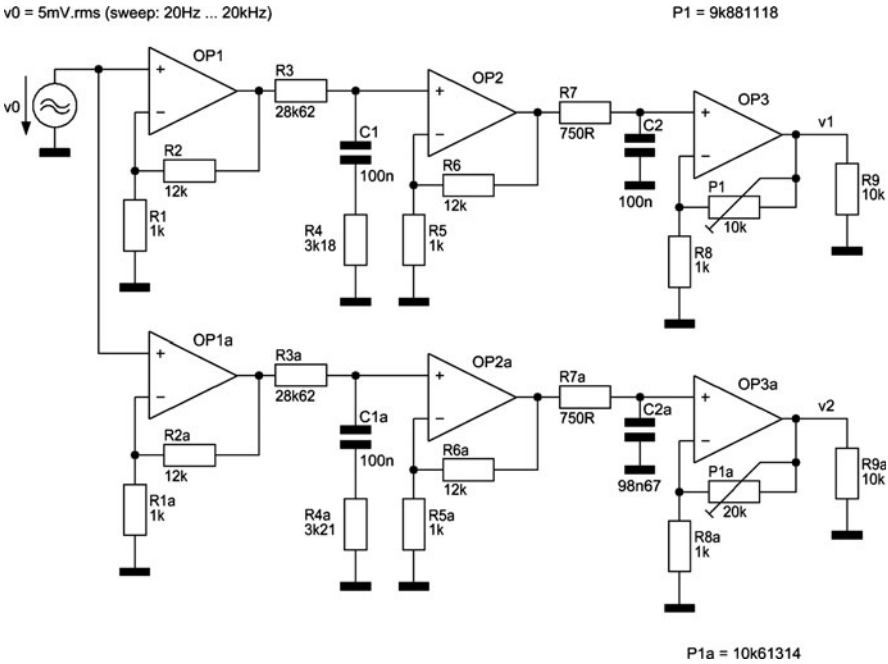 v0 = 5mV.rms (sweep: 20Hz ... 20kHz)
P1 = 9k881118
v0
OP1
+
−
R2
12k
R1
1k
R3
28k62
C1
100n
R4
3k18
OP2
+
−
R6
12k
R5
1k
R7
750R
C2
100n
OP3
+
−
P1
10k
R8
1k
v1
R9
10k
OP1a
+
−
R2a
12k
R1a
1k
R3a
28k62
C1a
100n
R4a
3k21
OP2a
+
−
R6a
12k
R5a
1k
R7a
750R
C2a
98n67
OP3a
+
−
P1a
20k
R8a
1k
v2
R9a
10k
P1a = 10k61314